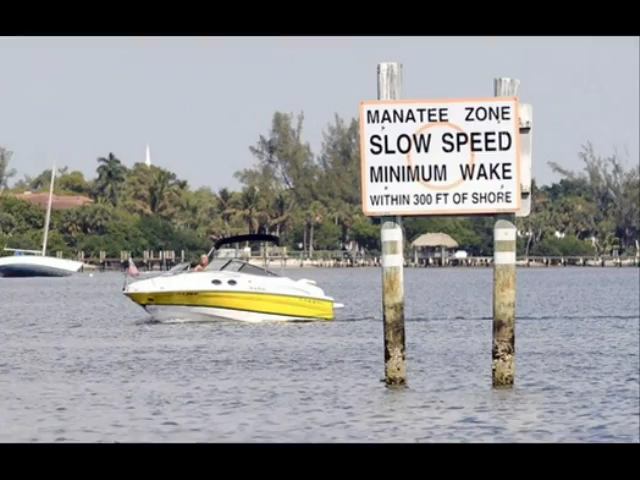 MANATEE ZONE
SLOW SPEED
MINIMUM WAKE
WITHIN 300 FT OF SHORE